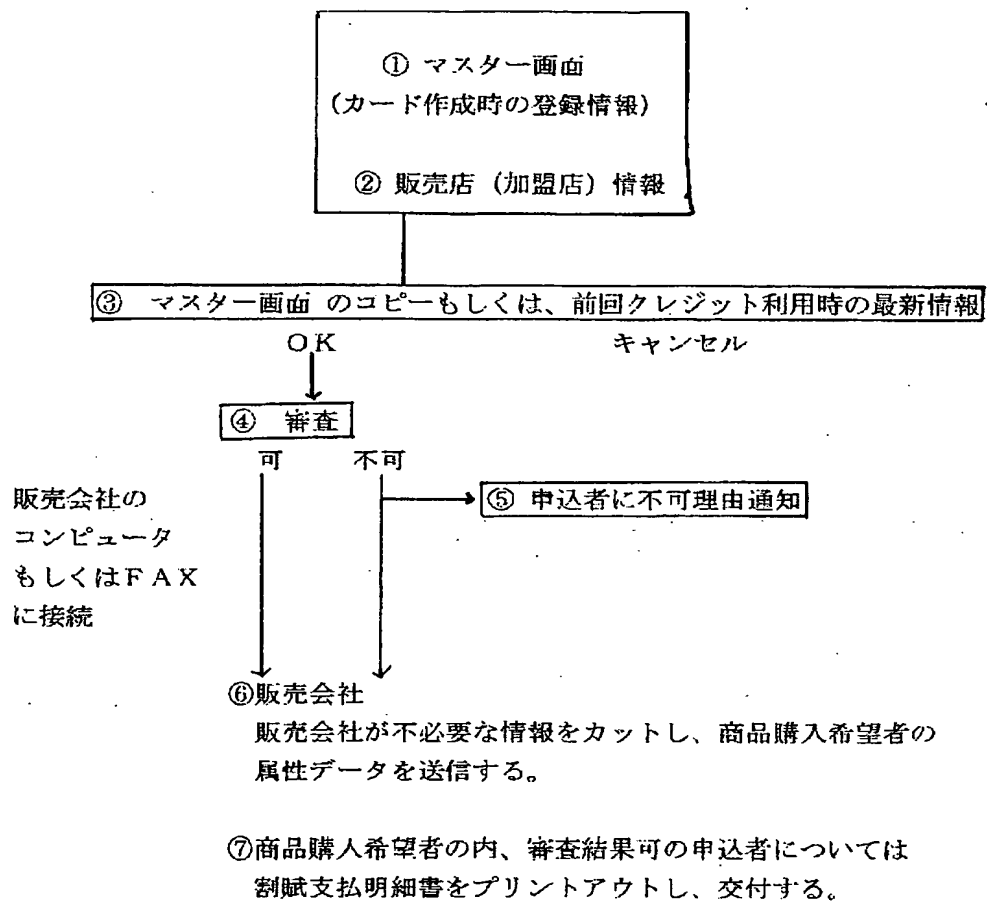 ① マスター画面
(カード作成時の登録情報)
② 販売店 (加盟店) 情報
③ マスター画面 のコピーもしくは、前回クレジット利用時の最新情報
OK キャンセル
④ 審査
可 不可
⑤ 申込者に不可理由通知
販売会社の
コンピュータ
もしくはFAX
に接続
⑥販売会社
販売会社が不必要な情報をカットし、商品購入希望者の
属性データを送信する。
⑦商品購入希望者の内、審査結果可の申込者については
割賦支払明細書をプリントアウトし、交付する。